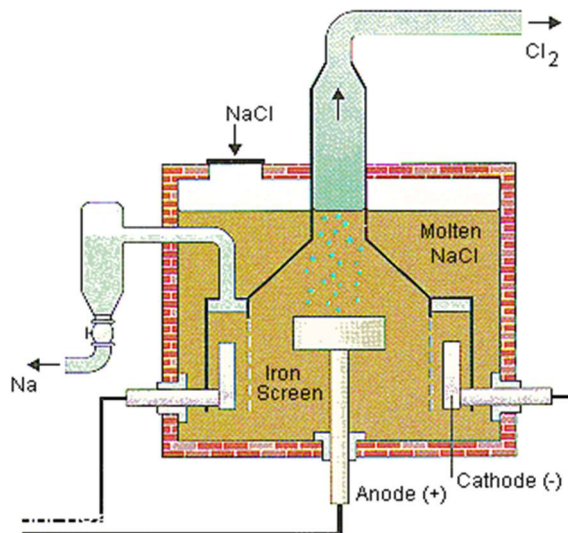 Cl2
NaCl
Molten
NaCl
Iron
Screen
Na
Cathode (-)
Anode (+)